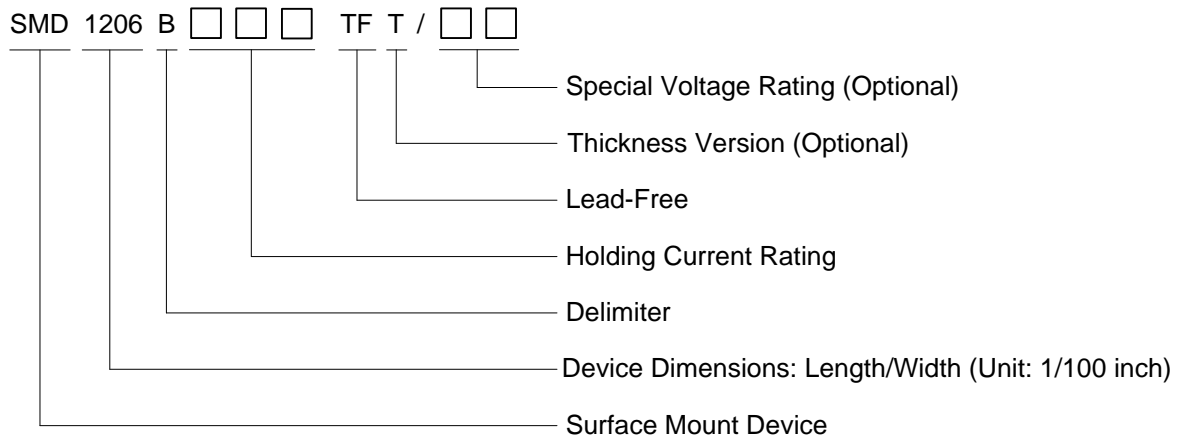 SMD 1206 B □ □ □ TF T / □ □
Special Voltage Rating (Optional)
Thickness Version (Optional)
Lead-Free
Holding Current Rating
Delimiter
Device Dimensions: Length/Width (Unit: 1/100 inch)
Surface Mount Device